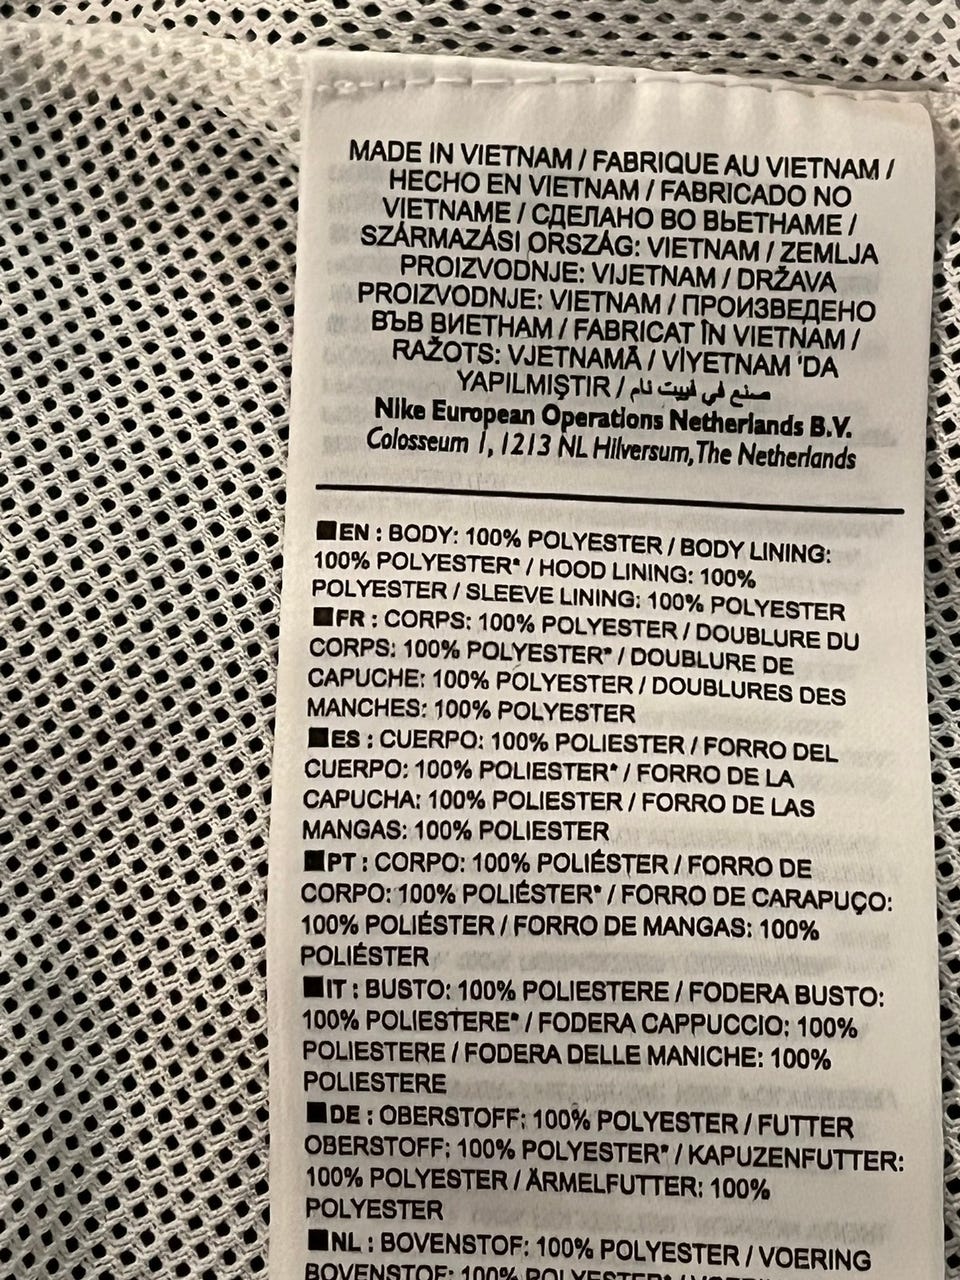 MADE IN VIETNAM / FABRIQUE AU VIETNAM /
HECHO EN VIETNAM / FABRICADO NO
VIETNAME / СДЕЛАНО ВО ВЬЕТНАМЕ /
SZÁRMAZÁSI ORSZÁG: VIETNAM / ZEMLJA
PROIZVODNJE: VIJETNAM / DRŽAVA
PROIZVODNJE: VIETNAM / ПРОИЗВЕДЕНО
ВЪВ ВИЕТНАМ / FABRICAT ÎN VIETNAM /
RAŽOTS: VJETNAMĀ / VİYETNAM 'DA
YAPILMIŞTIR / صنع في فييت نام
Nike European Operations Netherlands B.V.
Colosseum 1, 1213 NL Hilversum, The Netherlands
■EN : BODY: 100% POLYESTER / BODY LINING:
100% POLYESTER* / HOOD LINING: 100%
POLYESTER / SLEEVE LINING: 100% POLYESTER
■FR : CORPS: 100% POLYESTER / DOUBLURE DU
CORPS: 100% POLYESTER* / DOUBLURE DE
CAPUCHE: 100% POLYESTER / DOUBLURES DES
MANCHES: 100% POLYESTER
■ES : CUERPO: 100% POLIESTER / FORRO DEL
CUERPO: 100% POLIESTER* / FORRO DE LA
CAPUCHA: 100% POLIESTER / FORRO DE LAS
MANGAS: 100% POLIESTER
■PT : CORPO: 100% POLIÉSTER / FORRO DE
CORPO: 100% POLIÉSTER* / FORRO DE CARAPUÇO:
100% POLIÉSTER / FORRO DE MANGAS: 100%
POLIÉSTER
■IT : BUSTO: 100% POLIESTERE / FODERA BUSTO:
100% POLIESTERE* / FODERA CAPPUCCIO: 100%
POLIESTERE / FODERA DELLE MANICHE: 100%
POLIESTERE
■DE : OBERSTOFF: 100% POLYESTER / FUTTER
OBERSTOFF: 100% POLYESTER* / KAPUZENFUTTER:
100% POLYESTER / ÄRMELFUTTER: 100%
POLYESTER
■NL : BOVENSTOF: 100% POLYESTER / VOERING
BOVENSTOF: 100% POLYESTER* /